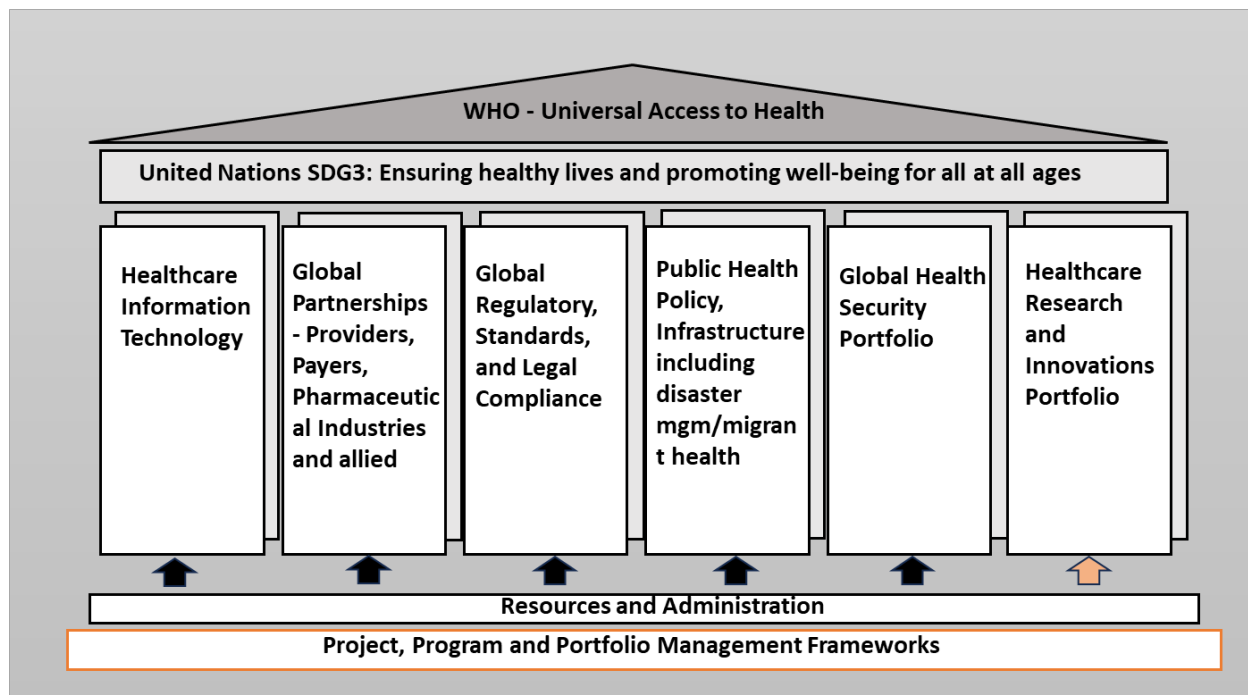 WHO - Universal Access to Health
United Nations SDG3: Ensuring healthy lives and promoting well-being for all at all ages
Healthcare
Information
Technology
Global
Partnerships
- Providers,
Payers,
Pharmaceutic
al Industries
and allied
Global
Regulatory,
Standards,
and Legal
Compliance
Public Health
Policy,
Infrastructure
including
disaster
mgm/migran
t health
Global Health
Security
Portfolio
Healthcare
Research
and
Innovations
Portfolio
Resources and Administration
Project, Program and Portfolio Management Frameworks